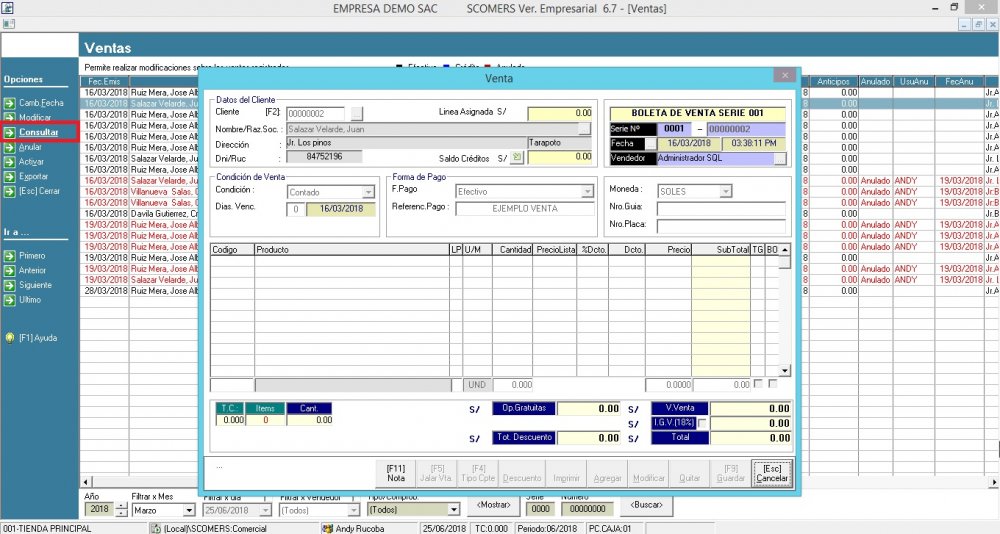 EMPRESA DEMO SAC SCOMERS Ver. Empresarial 6.7 - [Ventas]
Ventas
Permite realizar modificaciones sobre las ventas registradas
Efectivo Crédito Anulado
Opciones
Camb.Fecha
Modificar
Consultar
Anular
Activar
Exportar
[Esc] Cerrar
Ir a ...
Primero
Anterior
Siguiente
Ultimo
[F1] Ayuda
Fec.Emis Anticipos Anulado UsuAnu FecAnu
16/03/2018 Ruiz Mera, Jose Alb 8 0.00 Jr.A
16/03/2018 Salazar Velarde, Ju 8 0.00
16/03/2018 Ruiz Mera, Jose Alb 8 0.00 Jr.A
16/03/2018 Ruiz Mera, Jose Alb 8 0.00 Jr.A
16/03/2018 Ruiz Mera, Jose Alb 8 0.00 Jr.A
16/03/2018 Ruiz Mera, Jose Alb 8 0.00 Jr.A
16/03/2018 Ruiz Mera, Jose Alb 8 0.00 Jr.A
16/03/2018 Ruiz Mera, Jose Alb 8 0.00 Jr.A
16/03/2018 Salazar Velarde, Ju 8 0.00 Anulado ANDY 19/03/2018 Jr. L
16/03/2018 Villanueva Salas, C 8 0.00 Anulado ANDY 19/03/2018 Jr.B
16/03/2018 Villanueva Salas, C 8 0.00 Anulado ANDY 19/03/2018 Jr.B
16/03/2018 Davila Gutierrez, Cr 8 0.00
19/03/2018 Ruiz Mera, Jose Alb 8 0.00 Anulado ANDY 19/03/2018 Jr.A
19/03/2018 Ruiz Mera, Jose Alb 8 0.00 Anulado ANDY 19/03/2018 Jr.A
19/03/2018 Ruiz Mera, Jose Alb 8 0.00 Jr.A
19/03/2018 Ruiz Mera, Jose Alb 8 0.00 Anulado ANDY 19/03/2018 Jr.A
19/03/2018 Salazar Velarde, Ju 8 0.00 Anulado ANDY 19/03/2018 Jr. L
28/03/2018 Ruiz Mera, Jose Alb 8 0.00 Jr.A
Venta
Datos del Cliente
Cliente [F2]: 00000002 Linea Asignada S/ 0.00
Nombre/Raz.Soc. : Salazar Velarde, Juan
Dirección : Jr. Los pinos Tarapoto
Dni/Ruc : 84752196 Saldo Créditos S/ 0.00
BOLETA DE VENTA SERIE 001
Serie Nº 0001 - 00000002
Fecha 16/03/2018 03:38:11 PM
Vendedor Administrador SQL
Condición de Venta
Condición : Contado
Dias. Venc. 0 16/03/2018
Forma de Pago
F.Pago Efectivo
Referenc.Pago : EJEMPLO VENTA
Moneda : SOLES
Nro.Guia:
Nro.Placa:
Codigo Producto LP U/M Cantidad PrecioLista %Dcto. Dcto. Precio SubTotal TG BO
UND 0.000 0.0000 0.00
T.C.: Items Cant.
0.000 0 0.00
S/ Op.Gratuitas 0.00 S/ V.Venta 0.00
S/ I.G.V.(18%) 0.00
S/ Tot. Descuento 0.00 S/ Total 0.00
...
[F11] Nota
[F5] Jalar Vta.
[F4] Tipo Cpte
Descuento
Imprimir
Agregar
Modificar
Quitar
[F9] Guardar
[Esc] Cancelar
Año Filtrar x Mes Filtrar x dia Filtrar x Vendedor Tipo/Comprob. Serie Numero
2018 Marzo 25/06/2018 (Todos) (Todos) <Mostrar> 0000 00000000 <Buscar>
001-TIENDA PRINCIPAL (Local)\SCOMERS:Comercial Andy Rucoba 25/06/2018 TC:0.000 Periodo:06/2018 PC.CAJA:01